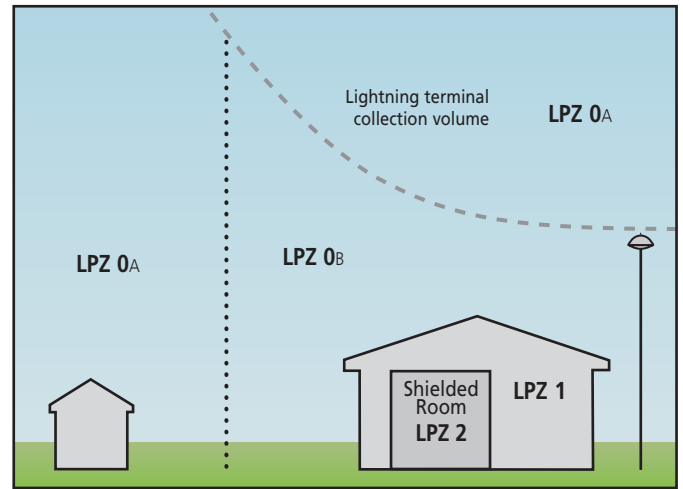 Lightning terminal
collection volume
LPZ 0A
LPZ 0A
LPZ 0B
Shielded
Room
LPZ 2
LPZ 1